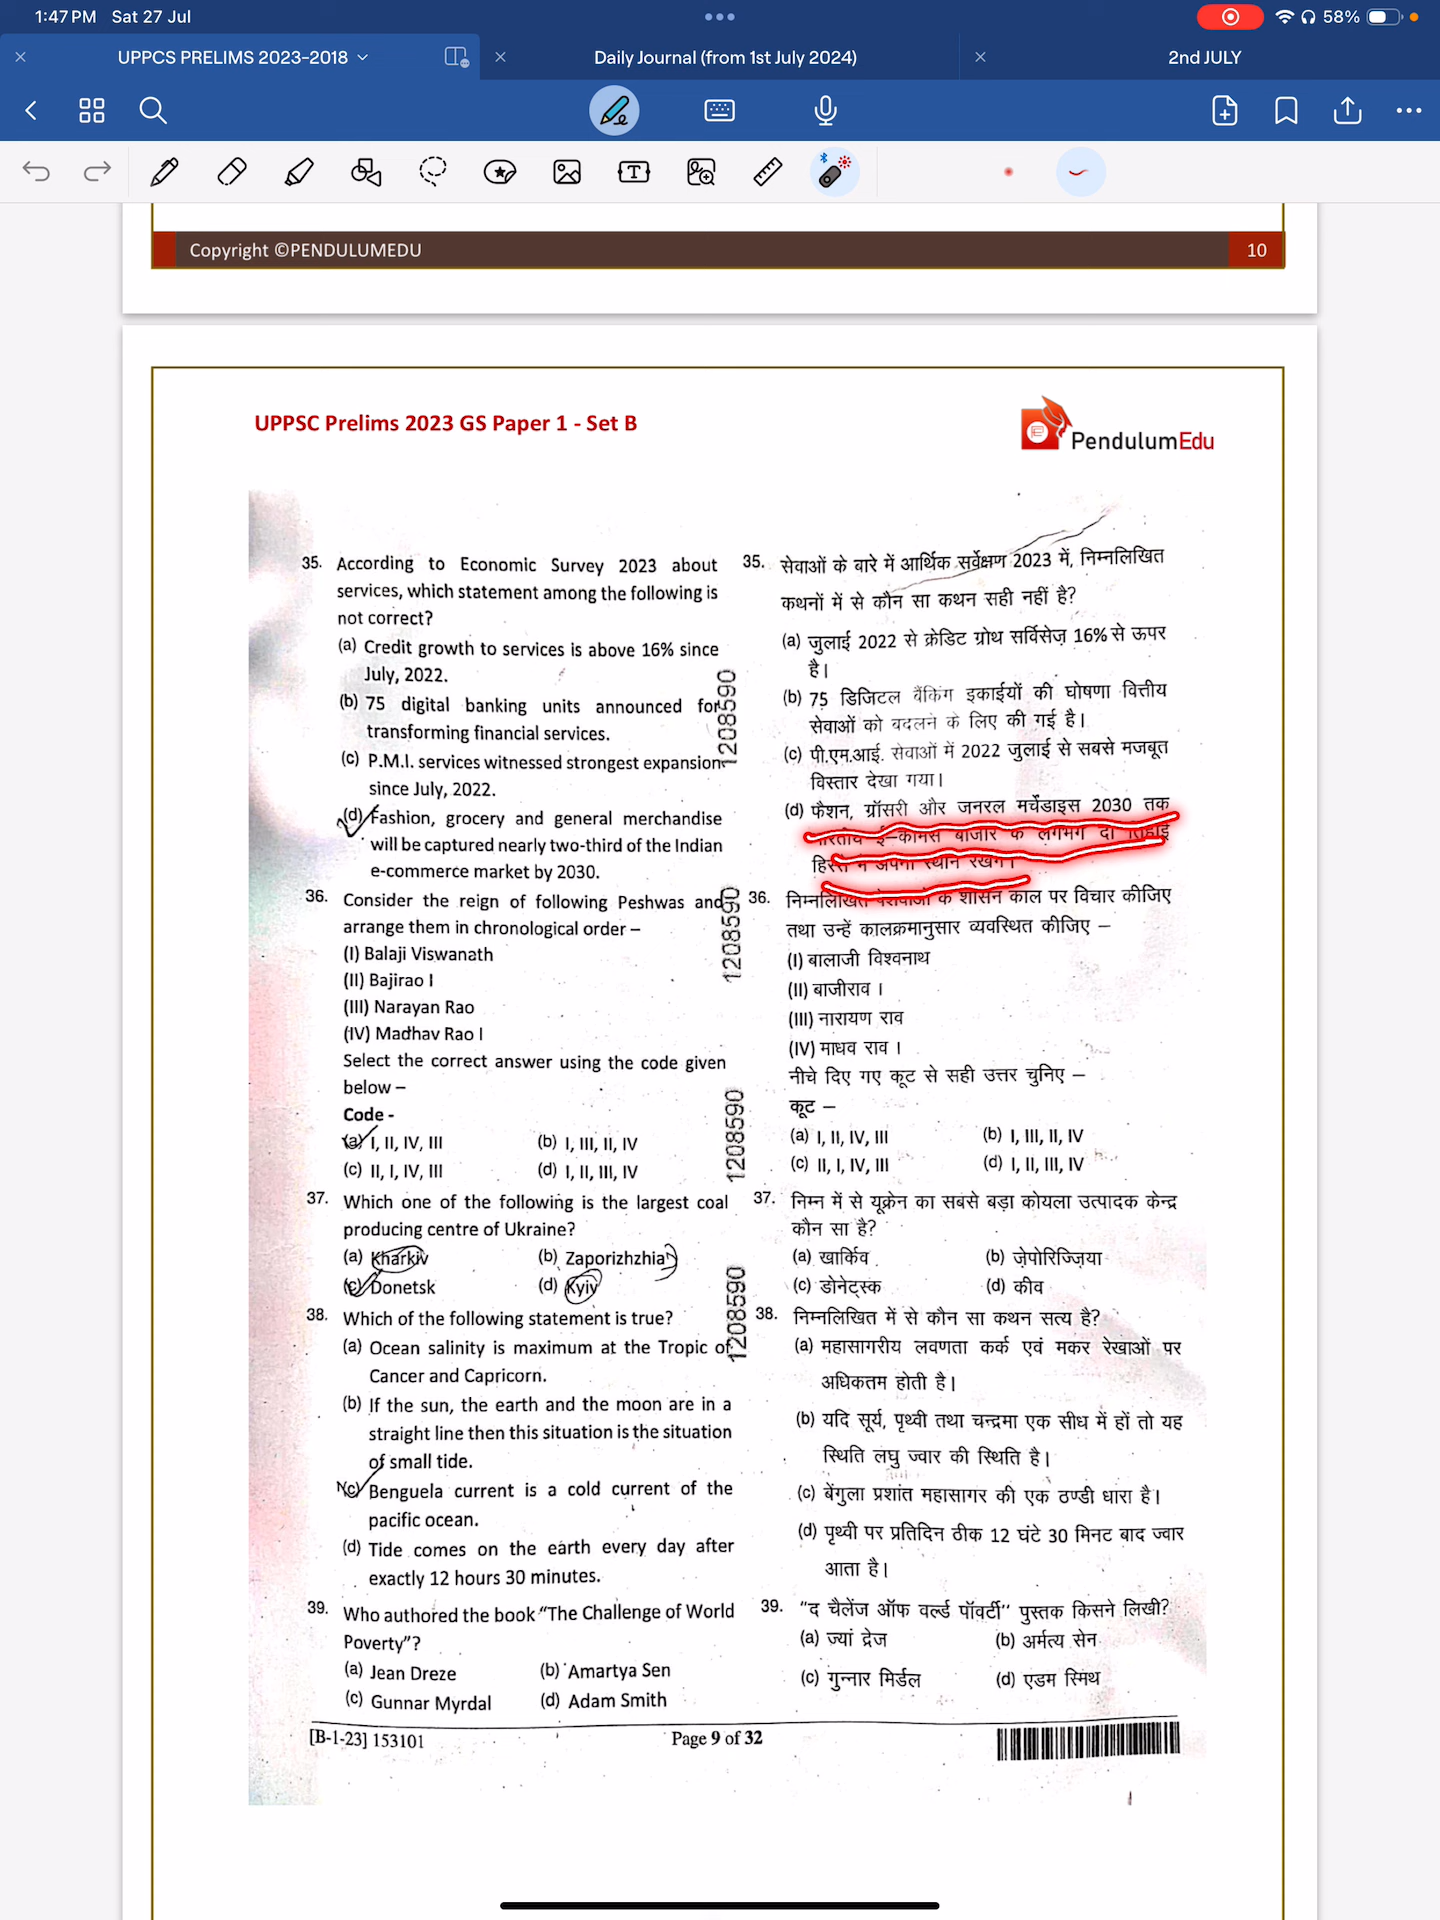 1:47 PM Sat 27 Jul
58%
UPPCS PRELIMS 2023-2018
Daily Journal (from 1st July 2024)
2nd JULY
Copyright ©PENDULUMEDU
10
UPPSC Prelims 2023 GS Paper 1 - Set B
PendulumEdu
35. According to Economic Survey 2023 about
services, which statement among the following is
not correct?
(a) Credit growth to services is above 16% since
July, 2022.
(b) 75 digital banking units announced for
transforming financial services.
(c) P.M.I. services witnessed strongest expansion
since July, 2022.
(d) Fashion, grocery and general merchandise
will be captured nearly two-third of the Indian
e-commerce market by 2030.
36. Consider the reign of following Peshwas and
arrange them in chronological order –
(I) Balaji Viswanath
(II) Bajirao I
(III) Narayan Rao
(IV) Madhav Rao I
Select the correct answer using the code given
below –
Code -
(a) I, II, IV, III (b) I, III, II, IV
(c) II, I, IV, III (d) I, II, III, IV
37. Which one of the following is the largest coal
producing centre of Ukraine?
(a) Kharkiv (b) Zaporizhzhia
(c) Donetsk (d) Kyiv
38. Which of the following statement is true?
(a) Ocean salinity is maximum at the Tropic of
Cancer and Capricorn.
(b) If the sun, the earth and the moon are in a
straight line then this situation is the situation
of small tide.
(c) Benguela current is a cold current of the
pacific ocean.
(d) Tide comes on the earth every day after
exactly 12 hours 30 minutes.
39. Who authored the book “The Challenge of World
Poverty”?
(a) Jean Dreze (b) Amartya Sen
(c) Gunnar Myrdal (d) Adam Smith
1208590
1208590
1208590
1208590
35. सेवाओं के बारे में आर्थिक सर्वेक्षण 2023 में, निम्नलिखित
कथनों में से कौन सा कथन सही नहीं है?
(a) जुलाई 2022 से क्रेडिट ग्रोथ सर्विसेज़ 16% से ऊपर
है।
(b) 75 डिजिटल बैंकिंग इकाईयों की घोषणा वित्तीय
सेवाओं को बदलने के लिए की गई है।
(c) पी.एम.आई. सेवाओं में 2022 जुलाई से सबसे मजबूत
विस्तार देखा गया।
(d) फैशन, ग्रॉसरी और जनरल मर्चेंडाइस 2030 तक
ई–कॉमर्स बाजार के लगभग दो तिहाई
हिस्से में अपना स्थान रखेंगे।
36. निम्नलिखित पेशवाओं के शासन काल पर विचार कीजिए
तथा उन्हें कालक्रमानुसार व्यवस्थित कीजिए –
(I) बालाजी विश्वनाथ
(II) बाजीराव I
(III) नारायण राव
(IV) माधव राव I
नीचे दिए गए कूट से सही उत्तर चुनिए –
कूट –
(a) I, II, IV, III (b) I, III, II, IV
(c) II, I, IV, III (d) I, II, III, IV
37. निम्न में से यूक्रेन का सबसे बड़ा कोयला उत्पादक केन्द्र
कौन सा है?
(a) खार्किव (b) ज़ेपोरिज्ज़िया
(c) डोनेट्स्क (d) कीव
38. निम्नलिखित में से कौन सा कथन सत्य है?
(a) महासागरीय लवणता कर्क एवं मकर रेखाओं पर
अधिकतम होती है।
(b) यदि सूर्य, पृथ्वी तथा चन्द्रमा एक सीध में हों तो यह
स्थिति लघु ज्वार की स्थिति है।
(c) बेंगुला प्रशांत महासागर की एक ठण्डी धारा है।
(d) पृथ्वी पर प्रतिदिन ठीक 12 घंटे 30 मिनट बाद ज्वार
आता है।
39. “द चैलेंज ऑफ वर्ल्ड पॉवर्टी” पुस्तक किसने लिखी?
(a) ज्यां द्रेज (b) अर्मत्य सेन
(c) गुन्नार मिर्डल (d) एडम स्मिथ
[B-1-23] 153101
Page 9 of 32